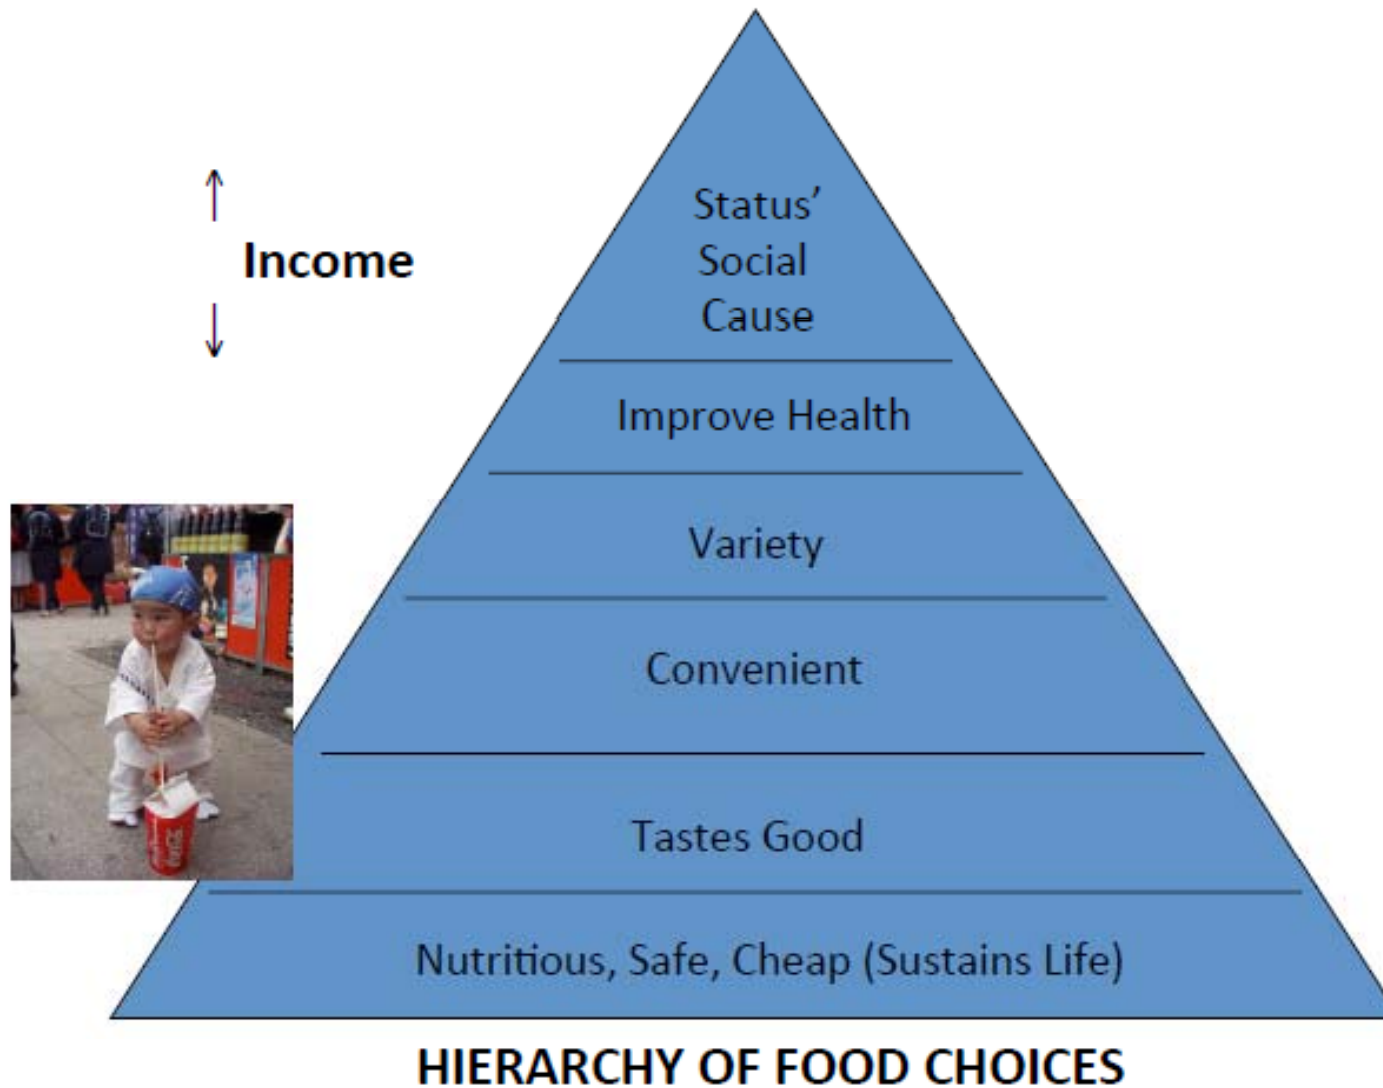 Status’
Social
Cause
↑
Income
↓
Improve Health
Variety
Convenient
Tastes Good
Nutritious, Safe, Cheap (Sustains Life)
HIERARCHY OF FOOD CHOICES